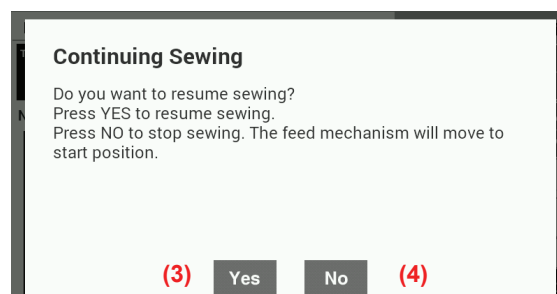 Continuing Sewing
Do you want to resume sewing?
Press YES to resume sewing.
Press NO to stop sewing. The feed mechanism will move to
start position.
(3) Yes No (4)